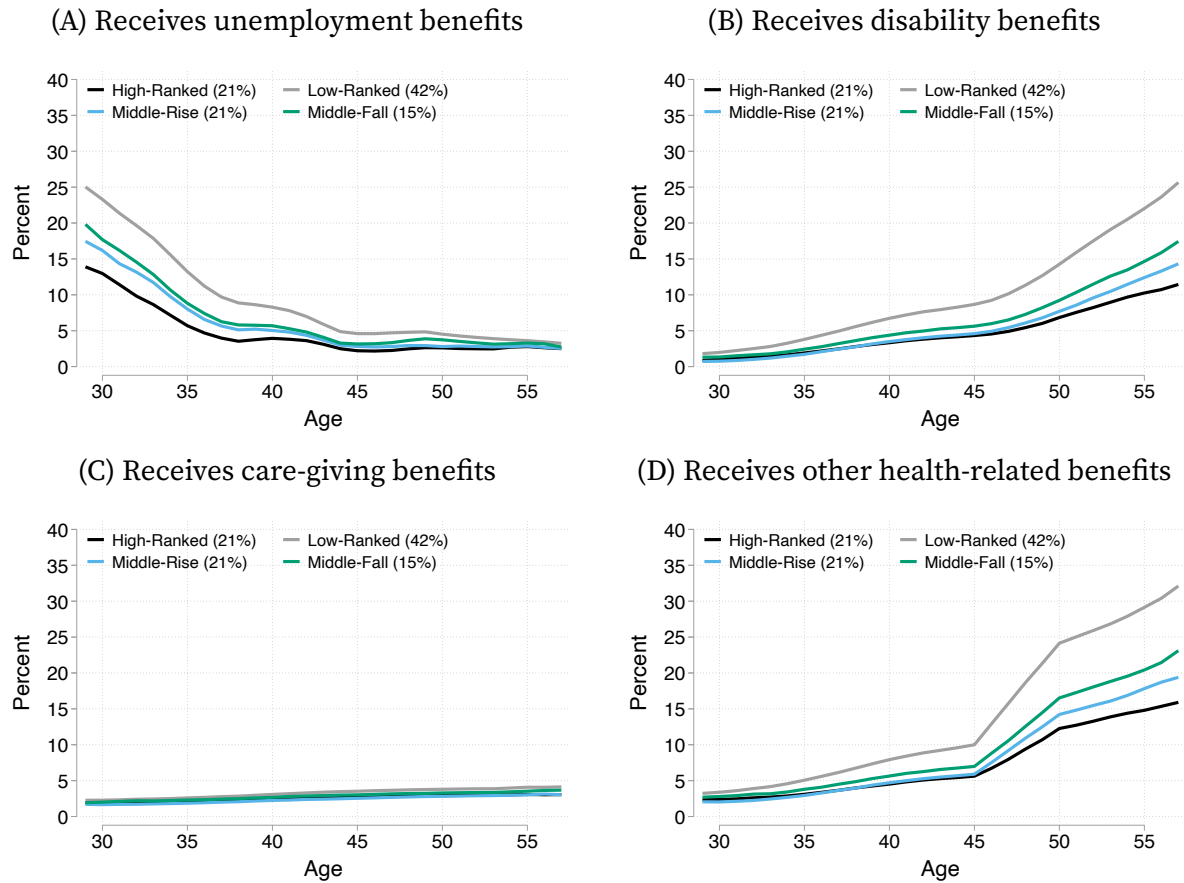 (A) Receives unemployment benefits
40
35
30
25
20
15
10
5
0
Percent
High-Ranked (21%) Low-Ranked (42%)
Middle-Rise (21%) Middle-Fall (15%)
30 35 40 45 50 55
Age
(B) Receives disability benefits
40
35
30
25
20
15
10
5
0
Percent
High-Ranked (21%) Low-Ranked (42%)
Middle-Rise (21%) Middle-Fall (15%)
30 35 40 45 50 55
Age
(C) Receives care-giving benefits
40
35
30
25
20
15
10
5
0
Percent
High-Ranked (21%) Low-Ranked (42%)
Middle-Rise (21%) Middle-Fall (15%)
30 35 40 45 50 55
Age
(D) Receives other health-related benefits
40
35
30
25
20
15
10
5
0
Percent
High-Ranked (21%) Low-Ranked (42%)
Middle-Rise (21%) Middle-Fall (15%)
30 35 40 45 50 55
Age